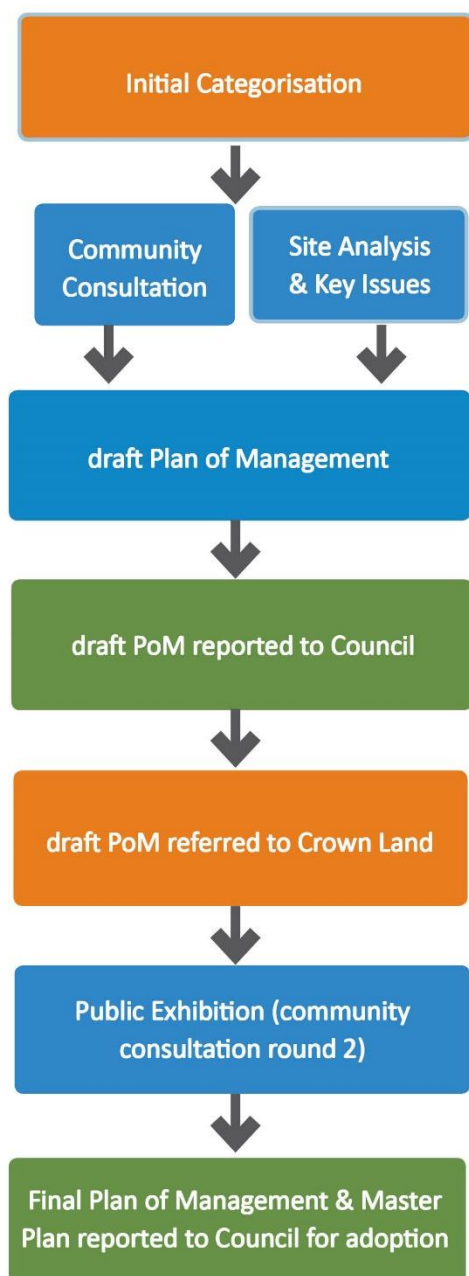 Initial Categorisation
Community
Consultation
Site Analysis
& Key Issues
draft Plan of Management
draft PoM reported to Council
draft PoM referred to Crown Land
Public Exhibition (community
consultation round 2)
Final Plan of Management & Master
Plan reported to Council for adoption